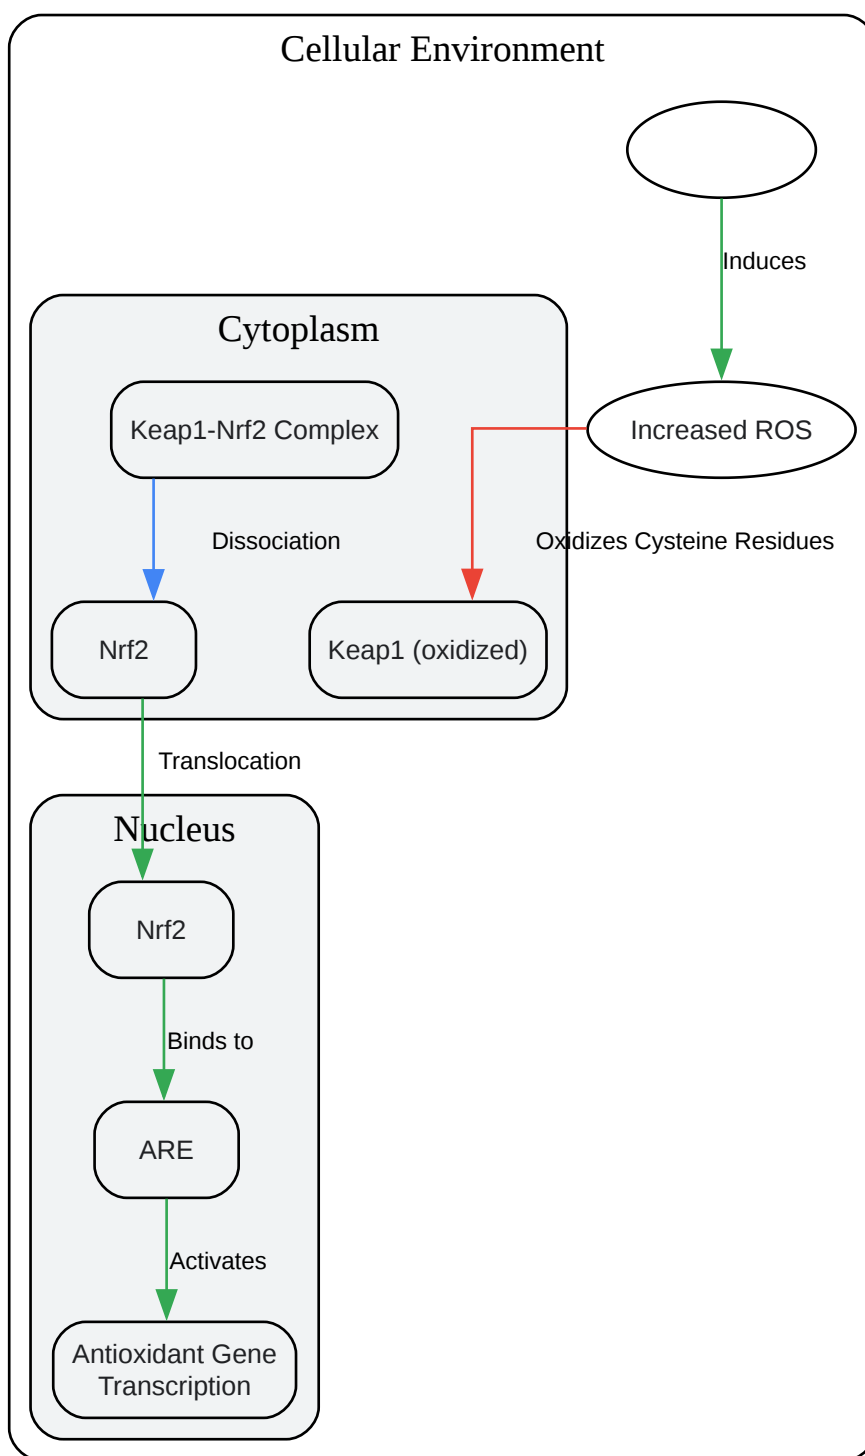 Cellular Environment
Induces
Cytoplasm
Keap1-Nrf2 Complex
Increased ROS
Dissociation
Oxidizes Cysteine Residues
Nrf2
Keap1 (oxidized)
Translocation
Nucleus
Nrf2
Binds to
ARE
Activates
Antioxidant Gene
Transcription